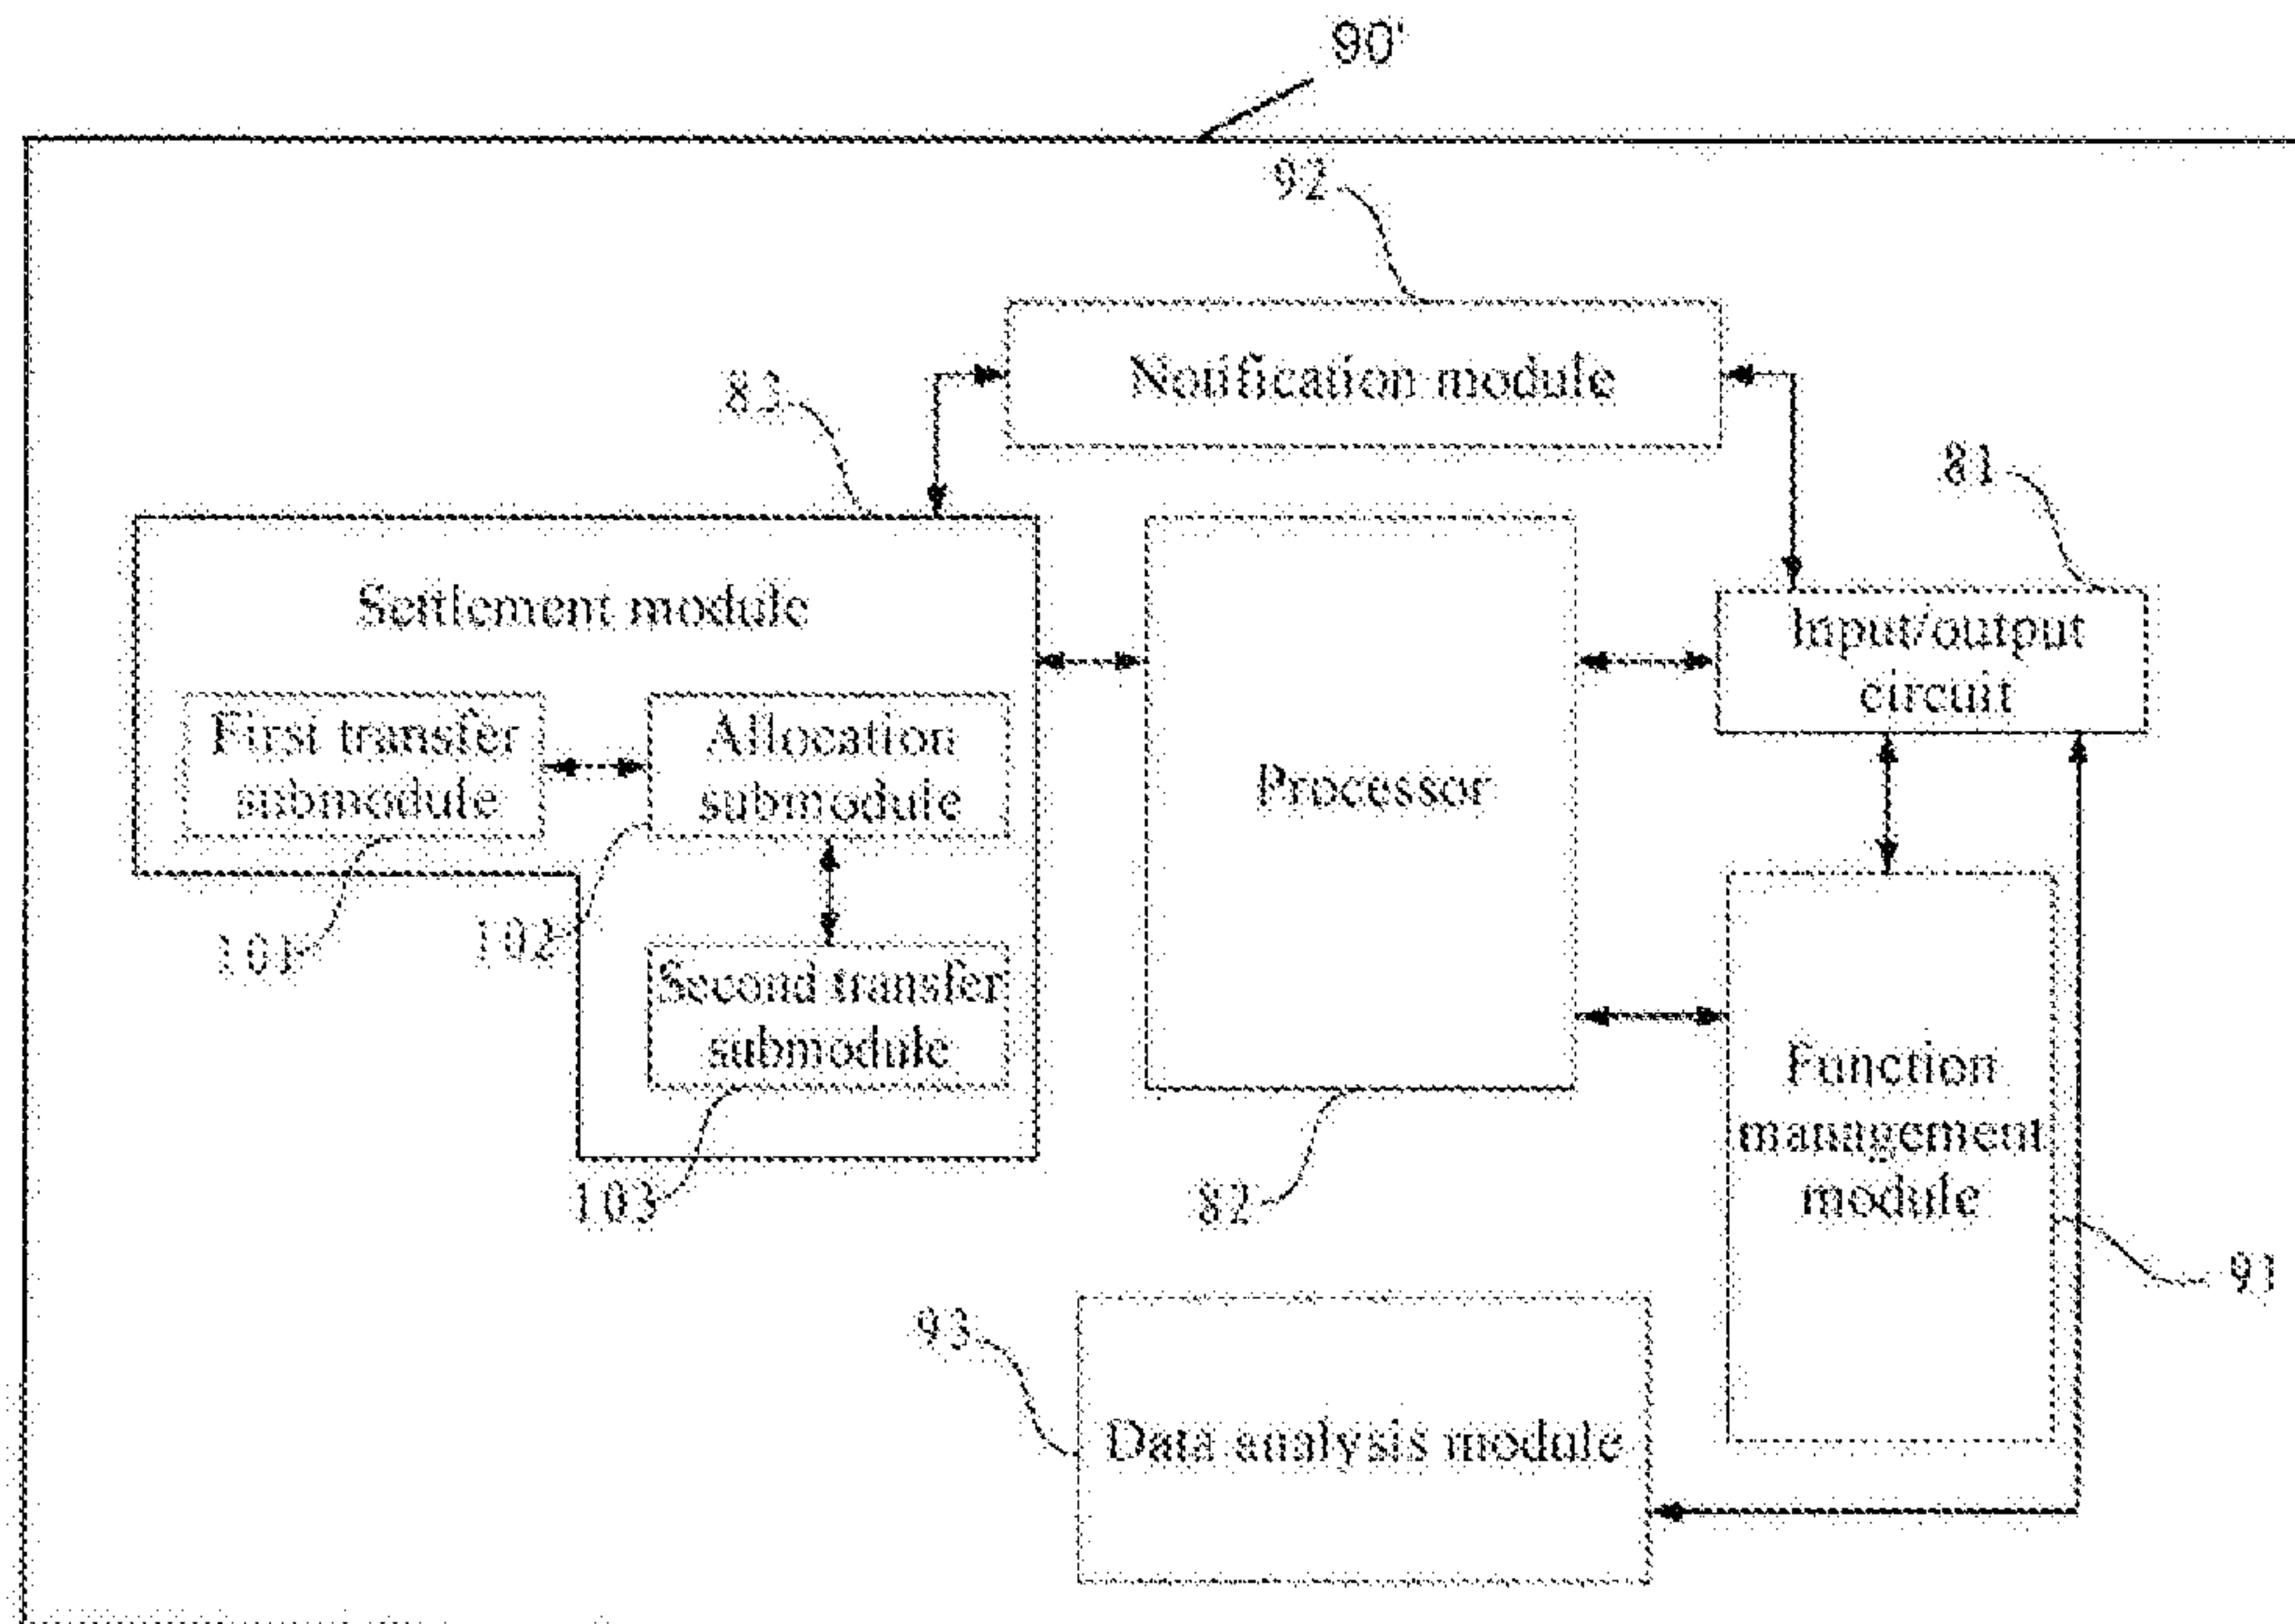 90'
92
Notification module
83
81
Settlement module
Input/output
circuit
First transfer
submodule
Allocation
submodule
Processor
101
102
Second transfer
submodule
Function
management
module
103
82
91
93
Data analysis module